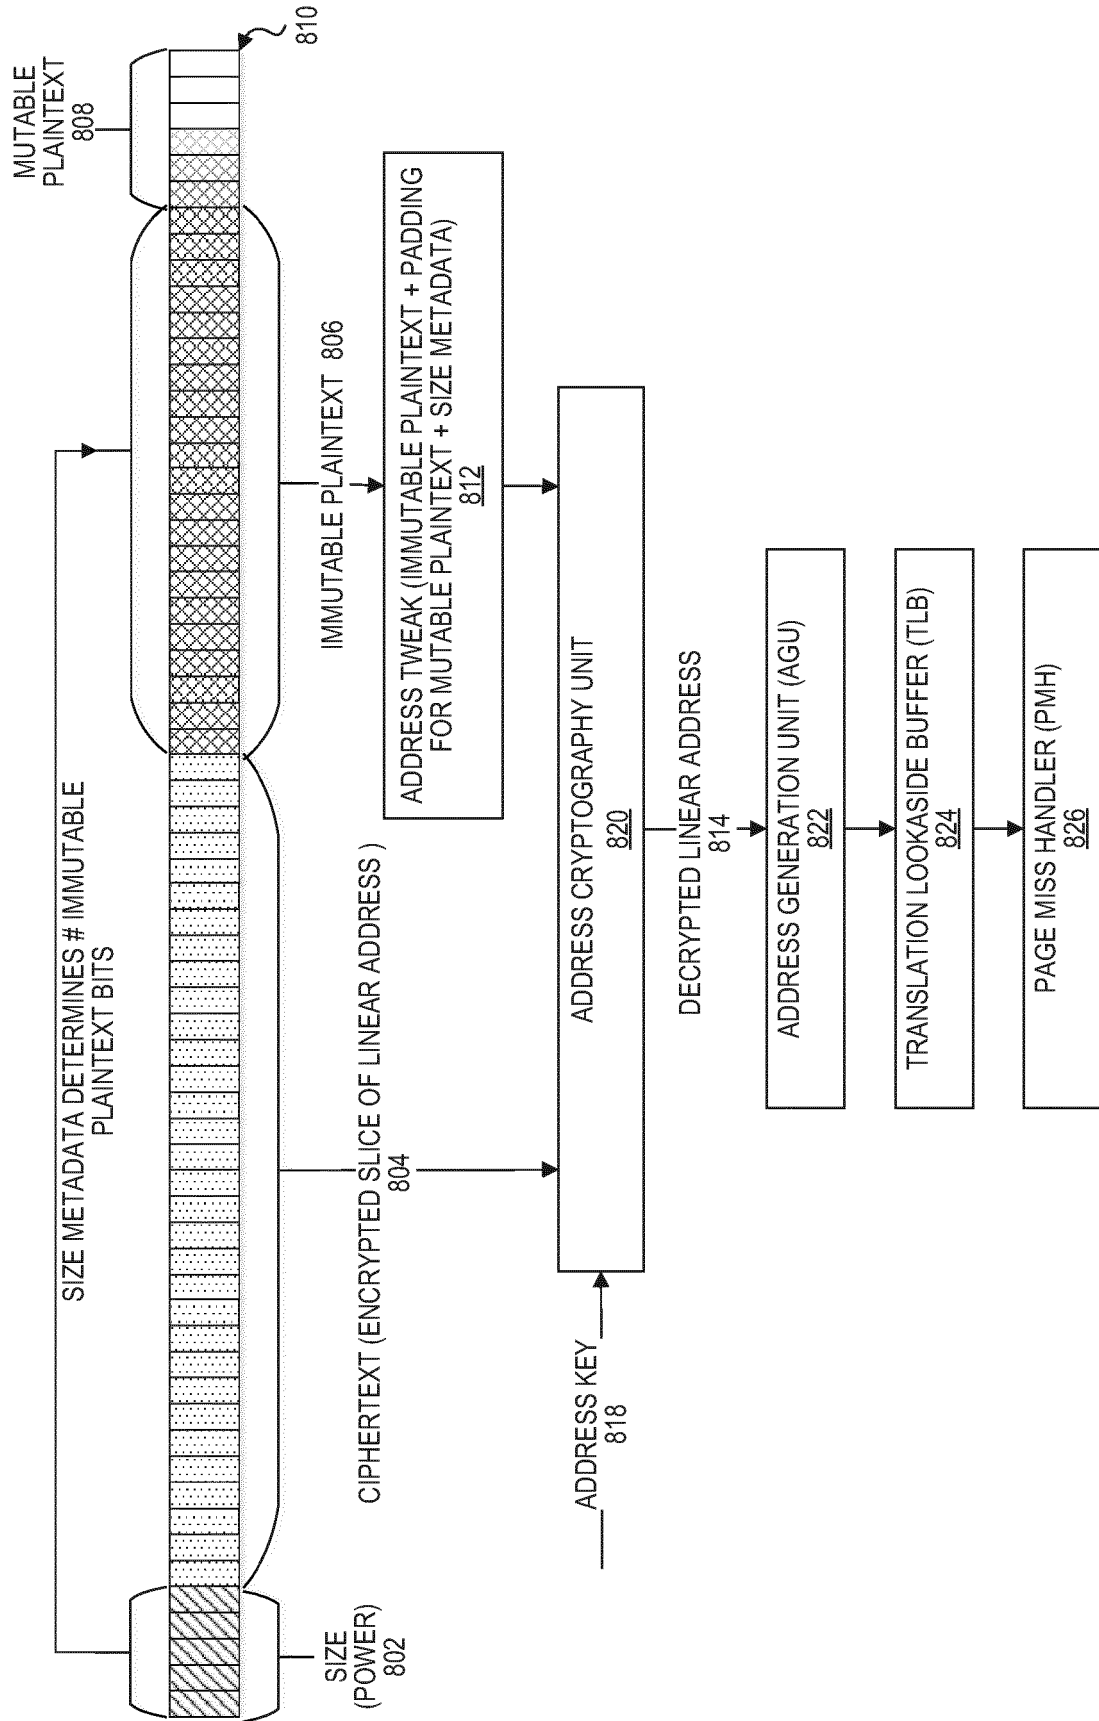 SIZE METADATA DETERMINES # IMMUTABLE
PLAINTEXT BITS
MUTABLE
PLAINTEXT
808
810
SIZE
(POWER)
802
CIPHERTEXT (ENCRYPTED SLICE OF LINEAR ADDRESS )
804
IMMUTABLE PLAINTEXT 806
ADDRESS TWEAK (IMMUTABLE PLAINTEXT + PADDING
FOR MUTABLE PLAINTEXT + SIZE METADATA)
812
ADDRESS KEY
818
ADDRESS CRYPTOGRAPHY UNIT
820
DECRYPTED LINEAR ADDRESS
814
ADDRESS GENERATION UNIT (AGU)
822
TRANSLATION LOOKASIDE BUFFER (TLB)
824
PAGE MISS HANDLER (PMH)
826